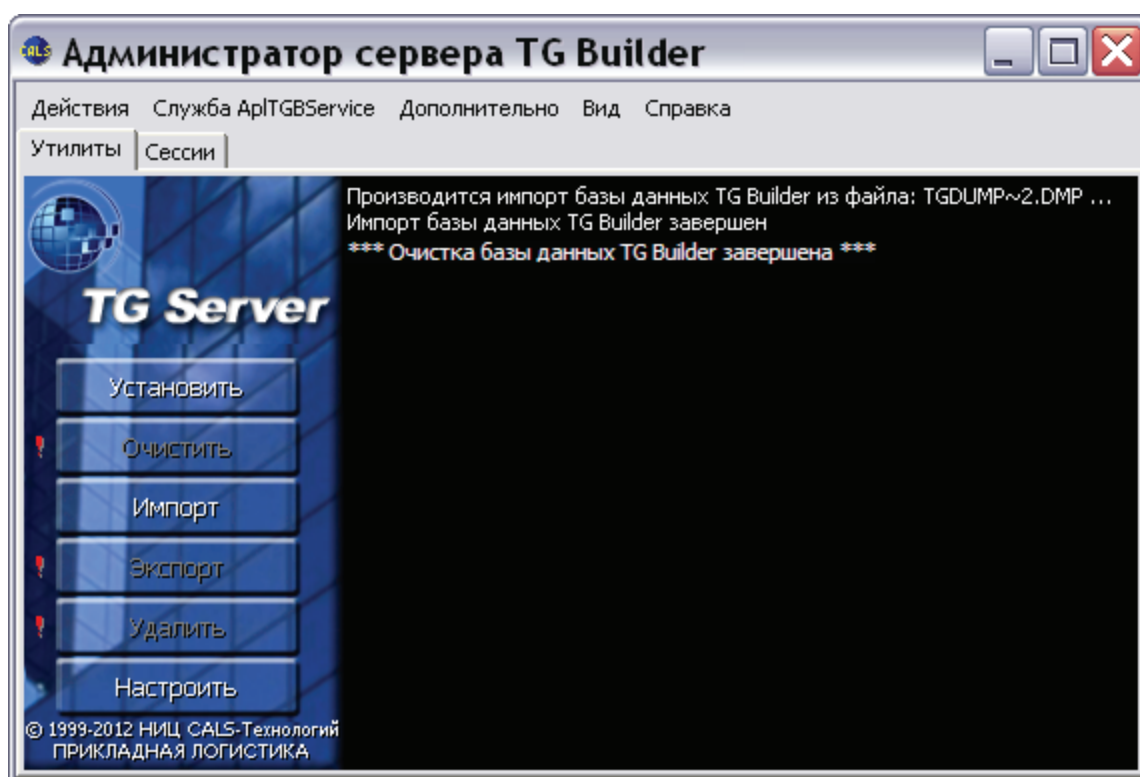 CALS Администратор сервера TG Builder
Действия Служба AplTGBService Дополнительно Вид Справка
Утилиты Сессии
TG Server
Установить
Очистить
Импорт
Экспорт
Удалить
Настроить
© 1999-2012 НИЦ CALS-Технологий
ПРИКЛАДНАЯ ЛОГИСТИКА
Производится импорт базы данных TG Builder из файла: TGDUMP~2.DMP ...
Импорт базы данных TG Builder завершен
*** Очистка базы данных TG Builder завершена ***